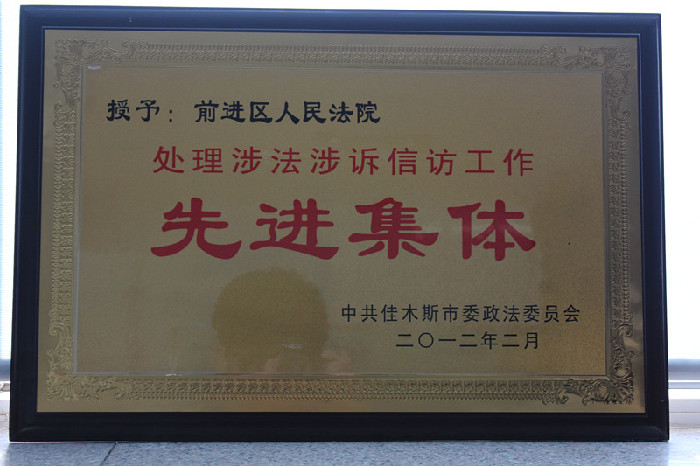 授予：前进区人民法院
处理涉法涉诉信访工作
先进集体
中共佳木斯市委政法委员会
二〇一二年二月